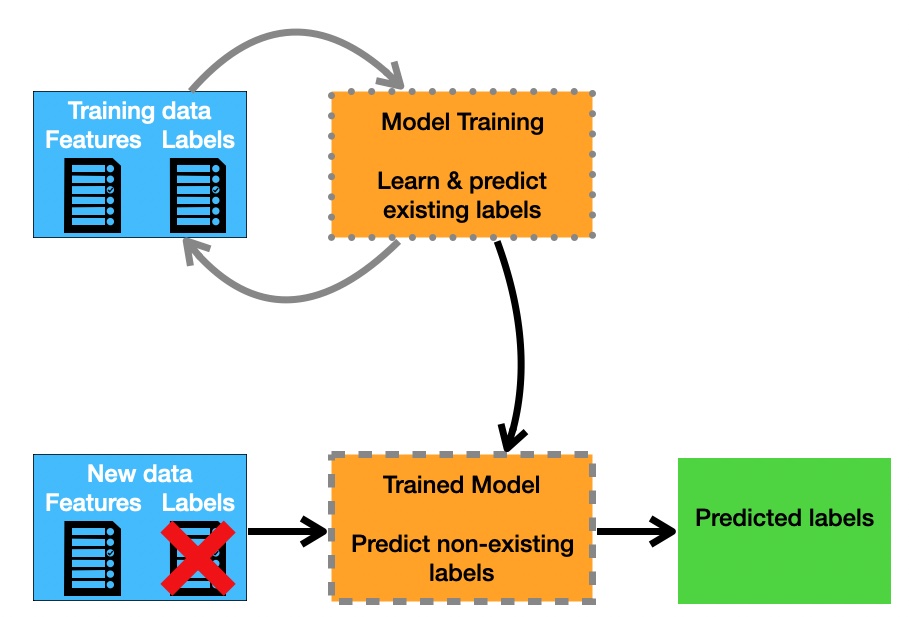 Training data
Features Labels
Model Training
Learn & predict
existing labels
New data
Features Labels
Trained Model
Predict non-existing
labels
Predicted labels